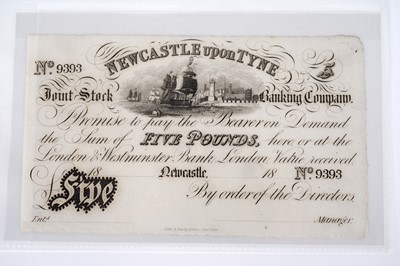 NEWCASTLE upon TYNE
No. 9393 £5
Joint Stock Banking Company.
Promise to pay the Bearer on Demand
the Sum of FIVE POUNDS, here or at the
London & Westminster Bank, London Value received.
18 Newcastle, 18 No. 9393
£Five By order of the Directors,
Entd. Manager.